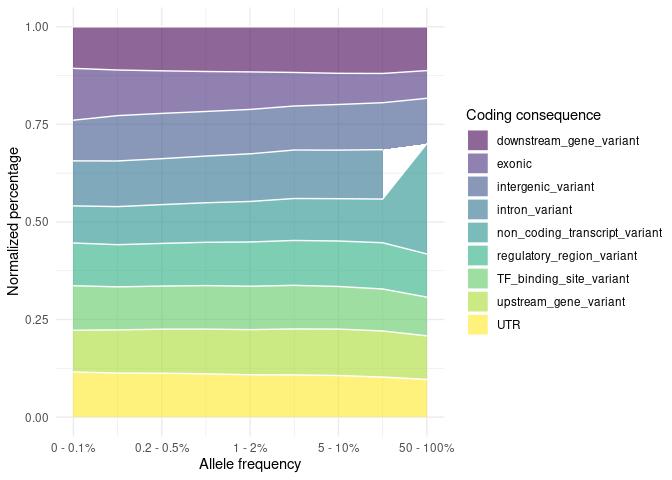 1.00
0.75
0.50
0.25
0.00
Normalized percentage
0 - 0.1%
0.2 - 0.5%
1 - 2%
5 - 10%
50 - 100%
Allele frequency
Coding consequence
downstream_gene_variant
exonic
intergenic_variant
intron_variant
non_coding_transcript_variant
regulatory_region_variant
TF_binding_site_variant
upstream_gene_variant
UTR